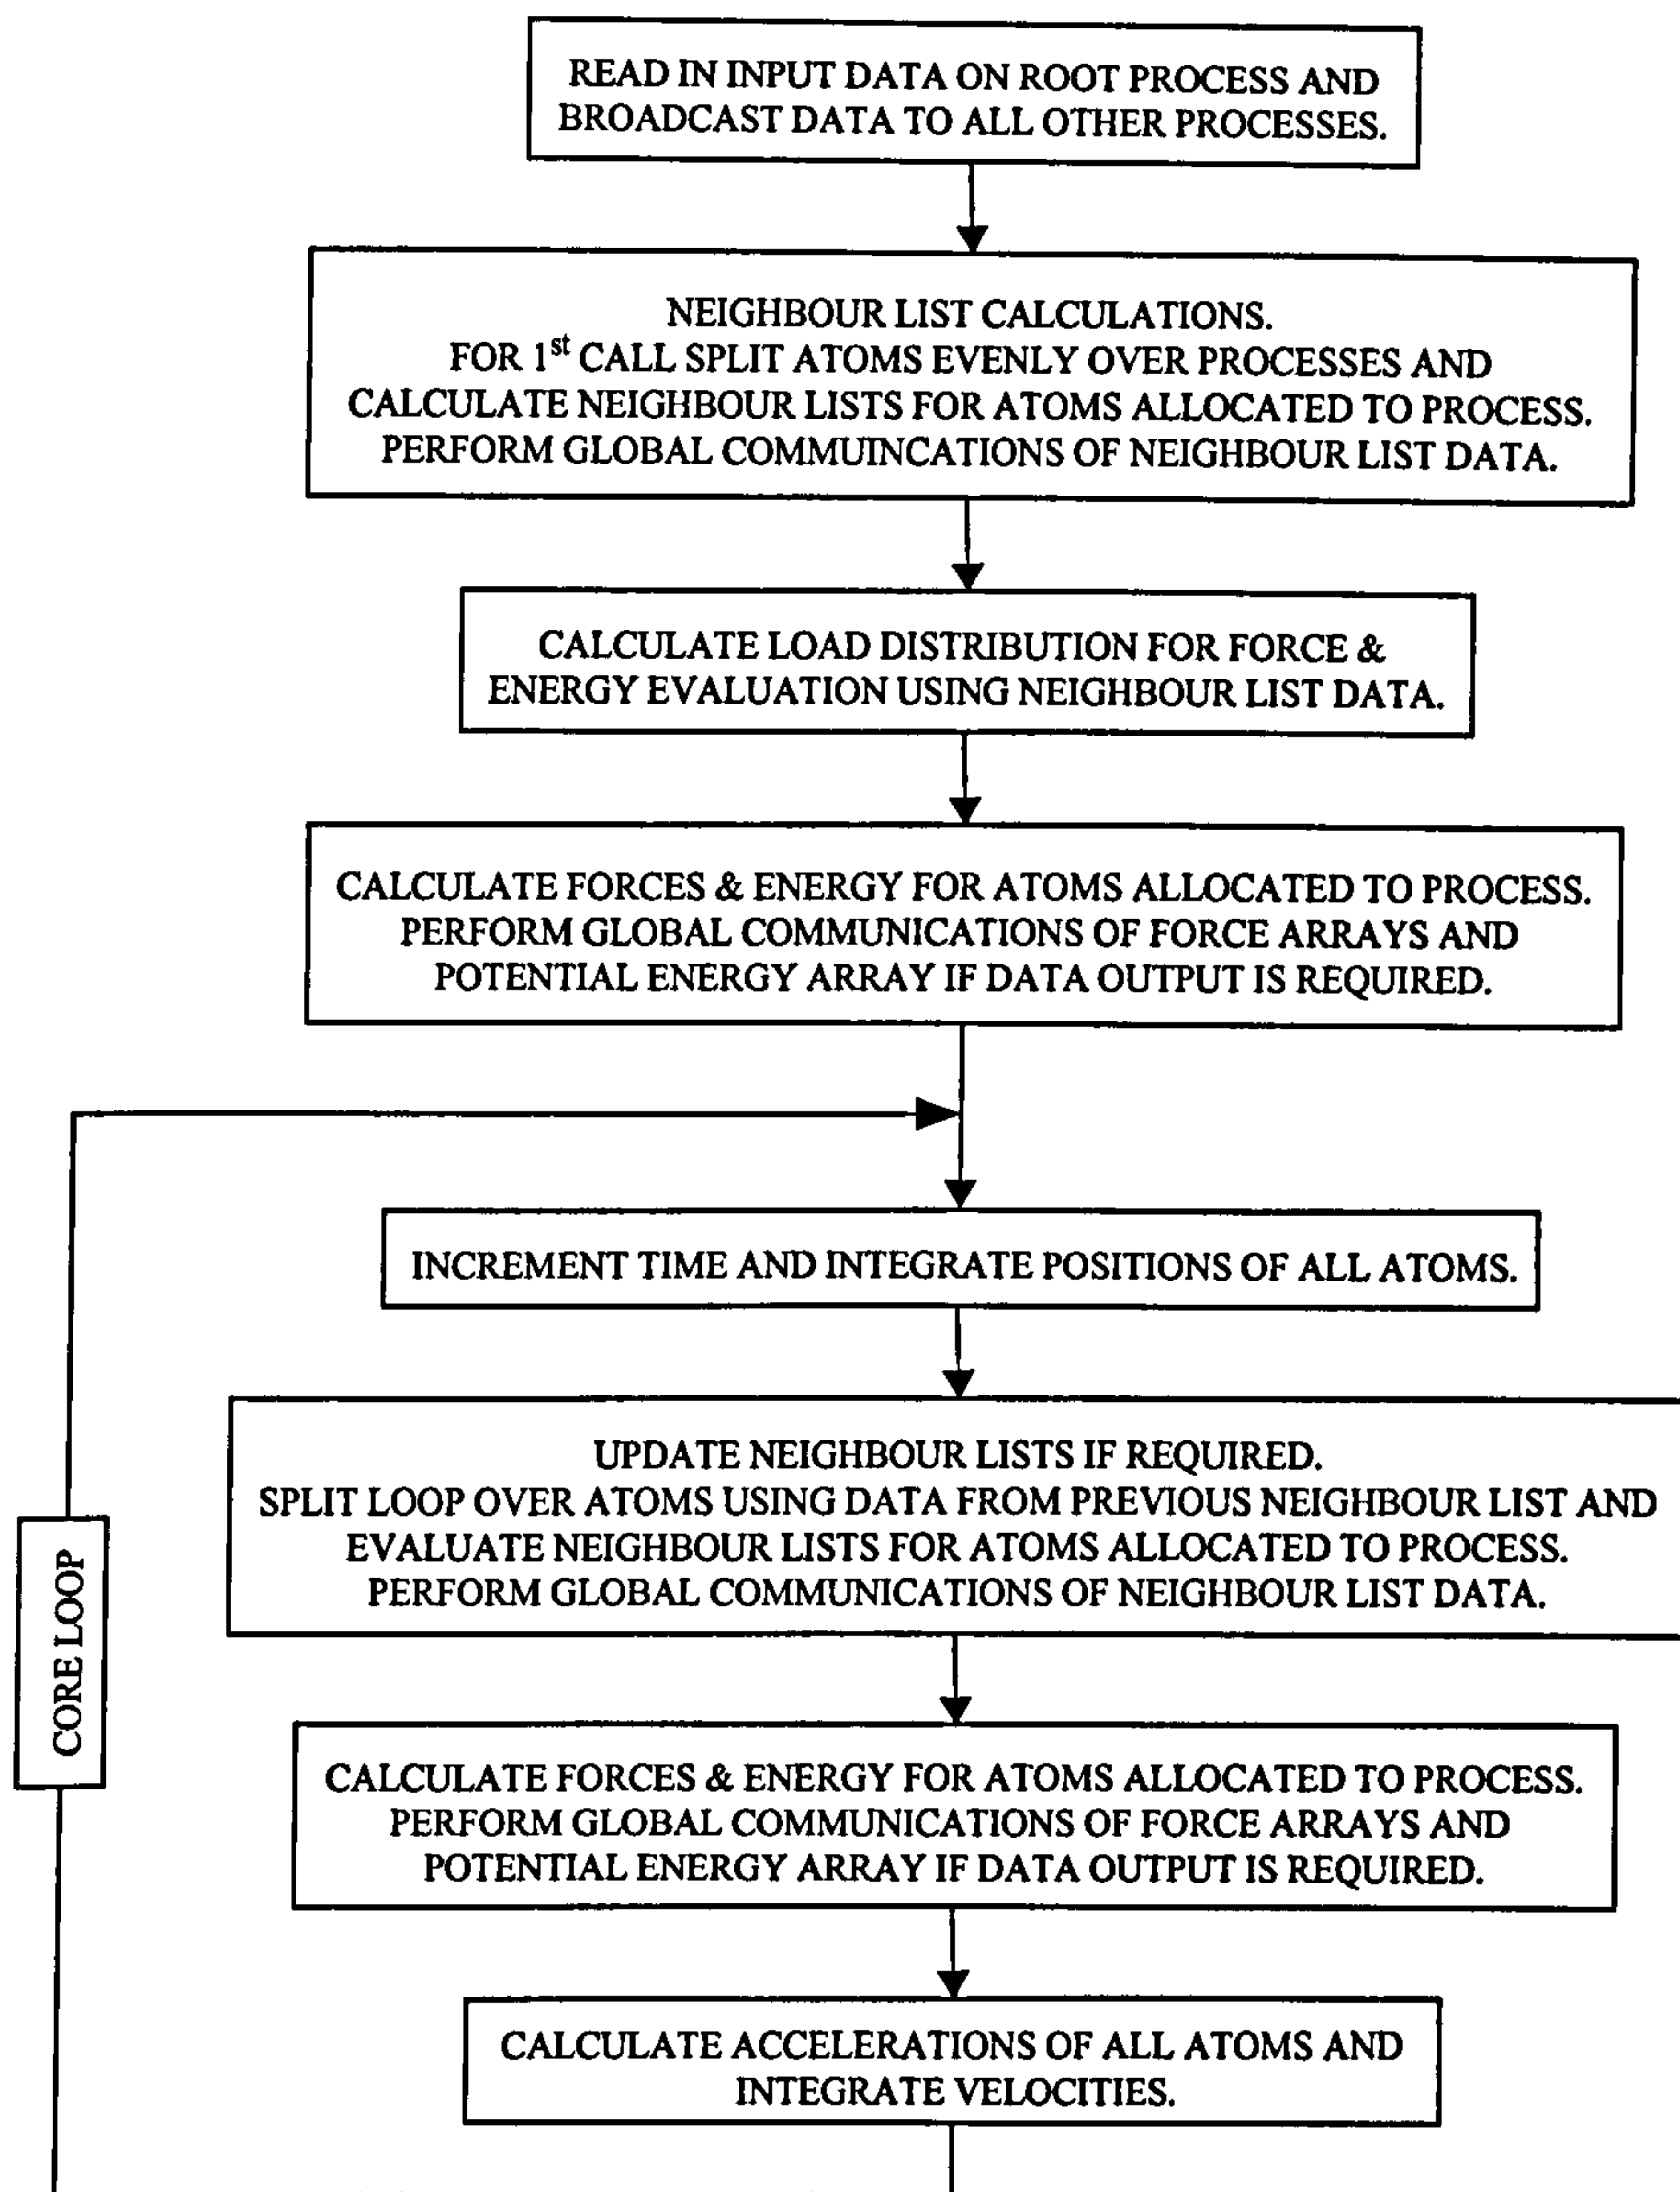 READ IN INPUT DATA ON ROOT PROCESS AND
BROADCAST DATA TO ALL OTHER PROCESSES.
NEIGHBOUR LIST CALCULATIONS.
FOR 1st CALL SPLIT ATOMS EVENLY OVER PROCESSES AND
CALCULATE NEIGHBOUR LISTS FOR ATOMS ALLOCATED TO PROCESS.
PERFORM GLOBAL COMMUINCATIONS OF NEIGHBOUR LIST DATA.
CALCULATE LOAD DISTRIBUTION FOR FORCE &
ENERGY EVALUATION USING NEIGHBOUR LIST DATA.
CALCULATE FORCES & ENERGY FOR ATOMS ALLOCATED TO PROCESS.
PERFORM GLOBAL COMMUNICATIONS OF FORCE ARRAYS AND
POTENTIAL ENERGY ARRAY IF DATA OUTPUT IS REQUIRED.
INCREMENT TIME AND INTEGRATE POSITIONS OF ALL ATOMS.
UPDATE NEIGHBOUR LISTS IF REQUIRED.
SPLIT LOOP OVER ATOMS USING DATA FROM PREVIOUS NEIGHBOUR LIST AND
EVALUATE NEIGHBOUR LISTS FOR ATOMS ALLOCATED TO PROCESS.
PERFORM GLOBAL COMMUNICATIONS OF NEIGHBOUR LIST DATA.
CORE LOOP
CALCULATE FORCES & ENERGY FOR ATOMS ALLOCATED TO PROCESS.
PERFORM GLOBAL COMMUNICATIONS OF FORCE ARRAYS AND
POTENTIAL ENERGY ARRAY IF DATA OUTPUT IS REQUIRED.
CALCULATE ACCELERATIONS OF ALL ATOMS AND
INTEGRATE VELOCITIES.